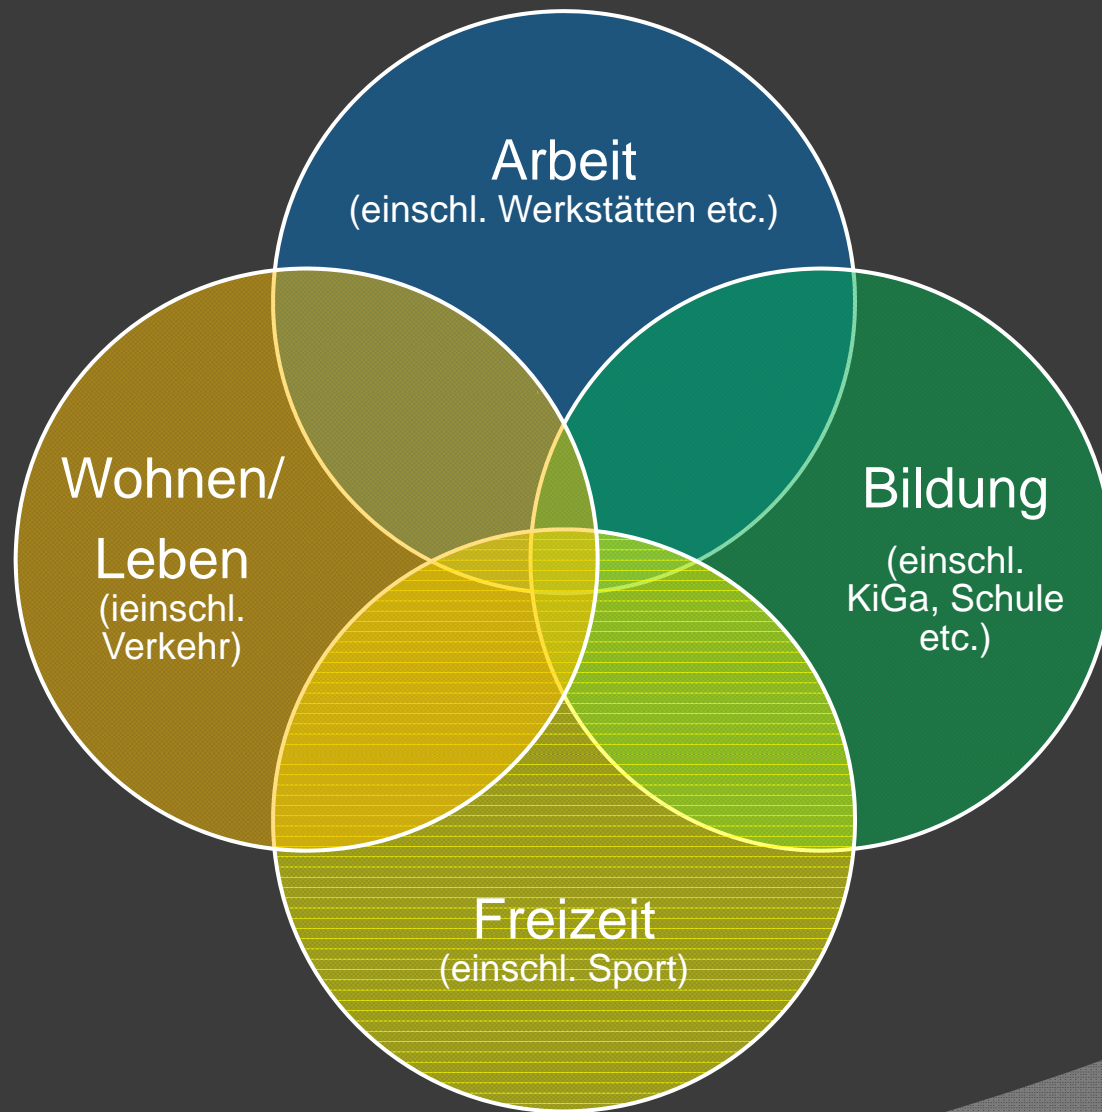 Arbeit
(einschl. Werkstätten etc.)
Wohnen/
Leben
(ieinschl.
Verkehr)
Bildung
(einschl.
KiGa, Schule
etc.)
Freizeit
(einschl. Sport)